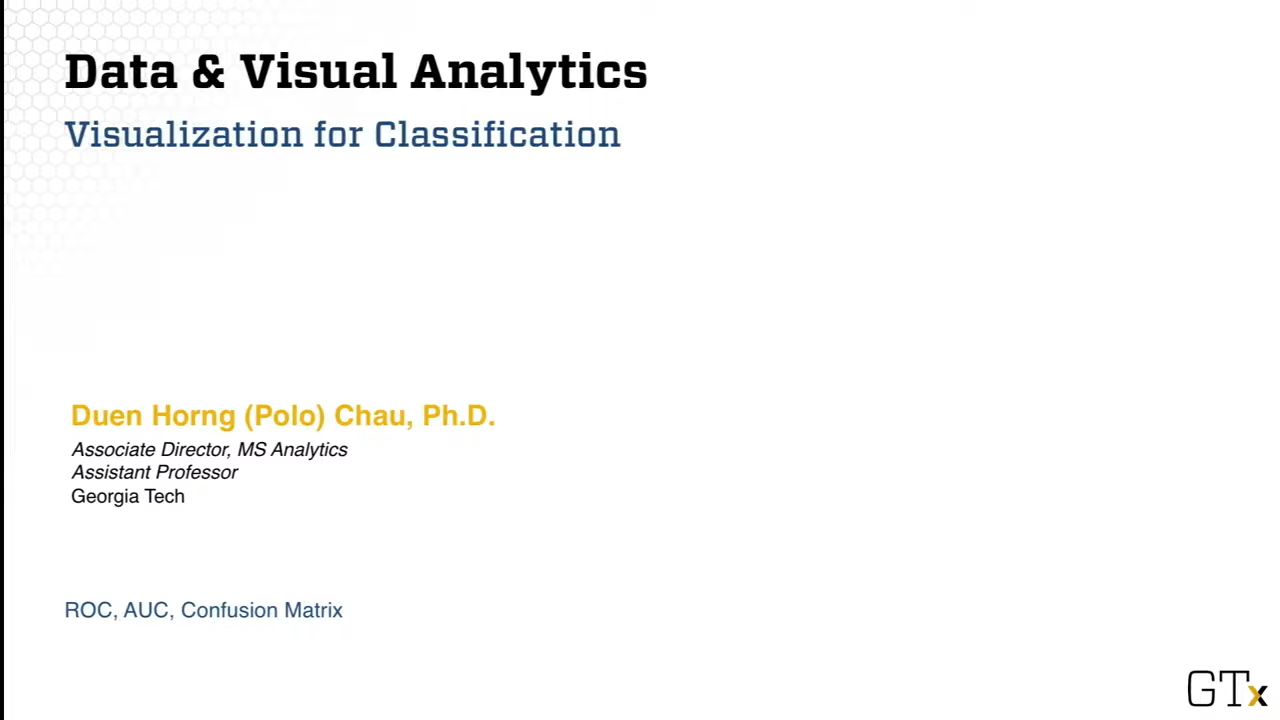 Data & Visual Analytics
Visualization for Classification
Duen Horng (Polo) Chau, Ph.D.
Associate Director, MS Analytics
Assistant Professor
Georgia Tech
ROC, AUC, Confusion Matrix
GTx